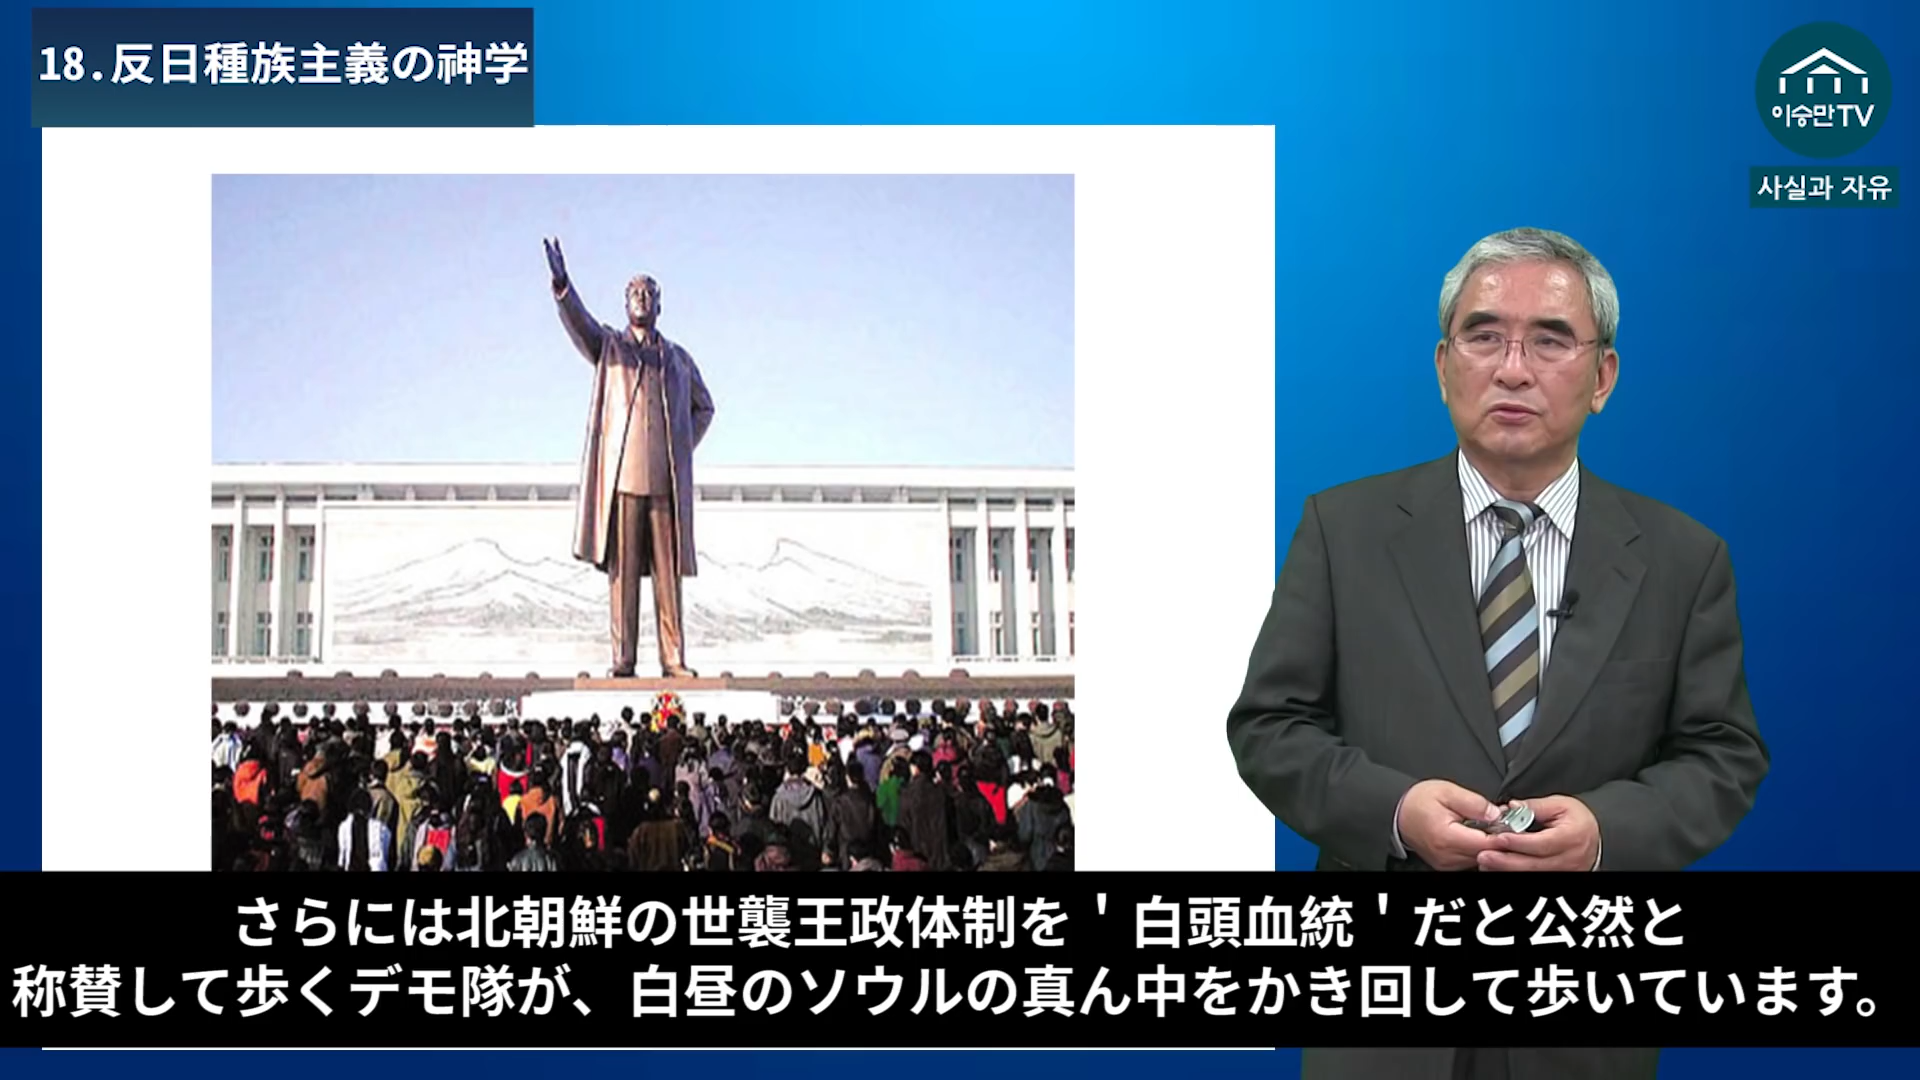 18.反日種族主義の神学
이승만TV
사실과 자유
さらには北朝鮮の世襲王政体制を＇白頭血統＇だと公然と
称賛して歩くデモ隊が、白昼のソウルの真ん中をかき回して歩いています。